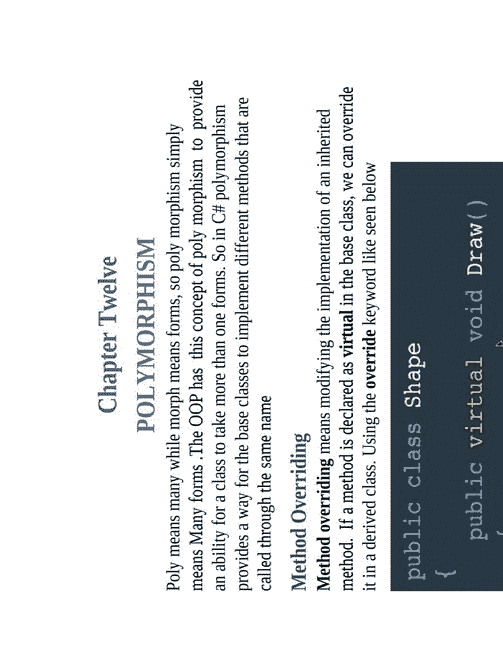 Chapter Twelve
POLYMORPHISM
Poly means many while morph means forms, so poly morphism simply
means Many forms .The OOP has this concept of poly morphism to provide
an ability for a class to take more than one forms. So in C# polymorphism
provides a way for the base classes to implement different methods that are
called through the same name
Method Overriding
Method overriding means modifying the implementation of an inherited
method. If a method is declared as virtual in the base class, we can override
it in a derived class. Using the override keyword like seen below
public class Shape
{
public virtual void Draw()
{